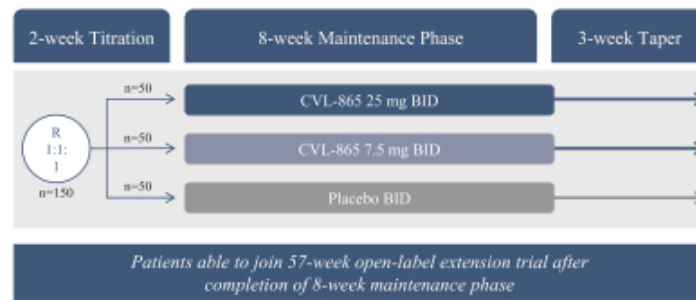 2-week Titration
8-week Maintenance Phase
3-week Taper
n=50
CVL-865 25 mg BID
R
1:1:
1
n=50
CVL-865 7.5 mg BID
n=150
n=50
Placebo BID
Patients able to join 57-week open-label extension trial after
completion of 8-week maintenance phase